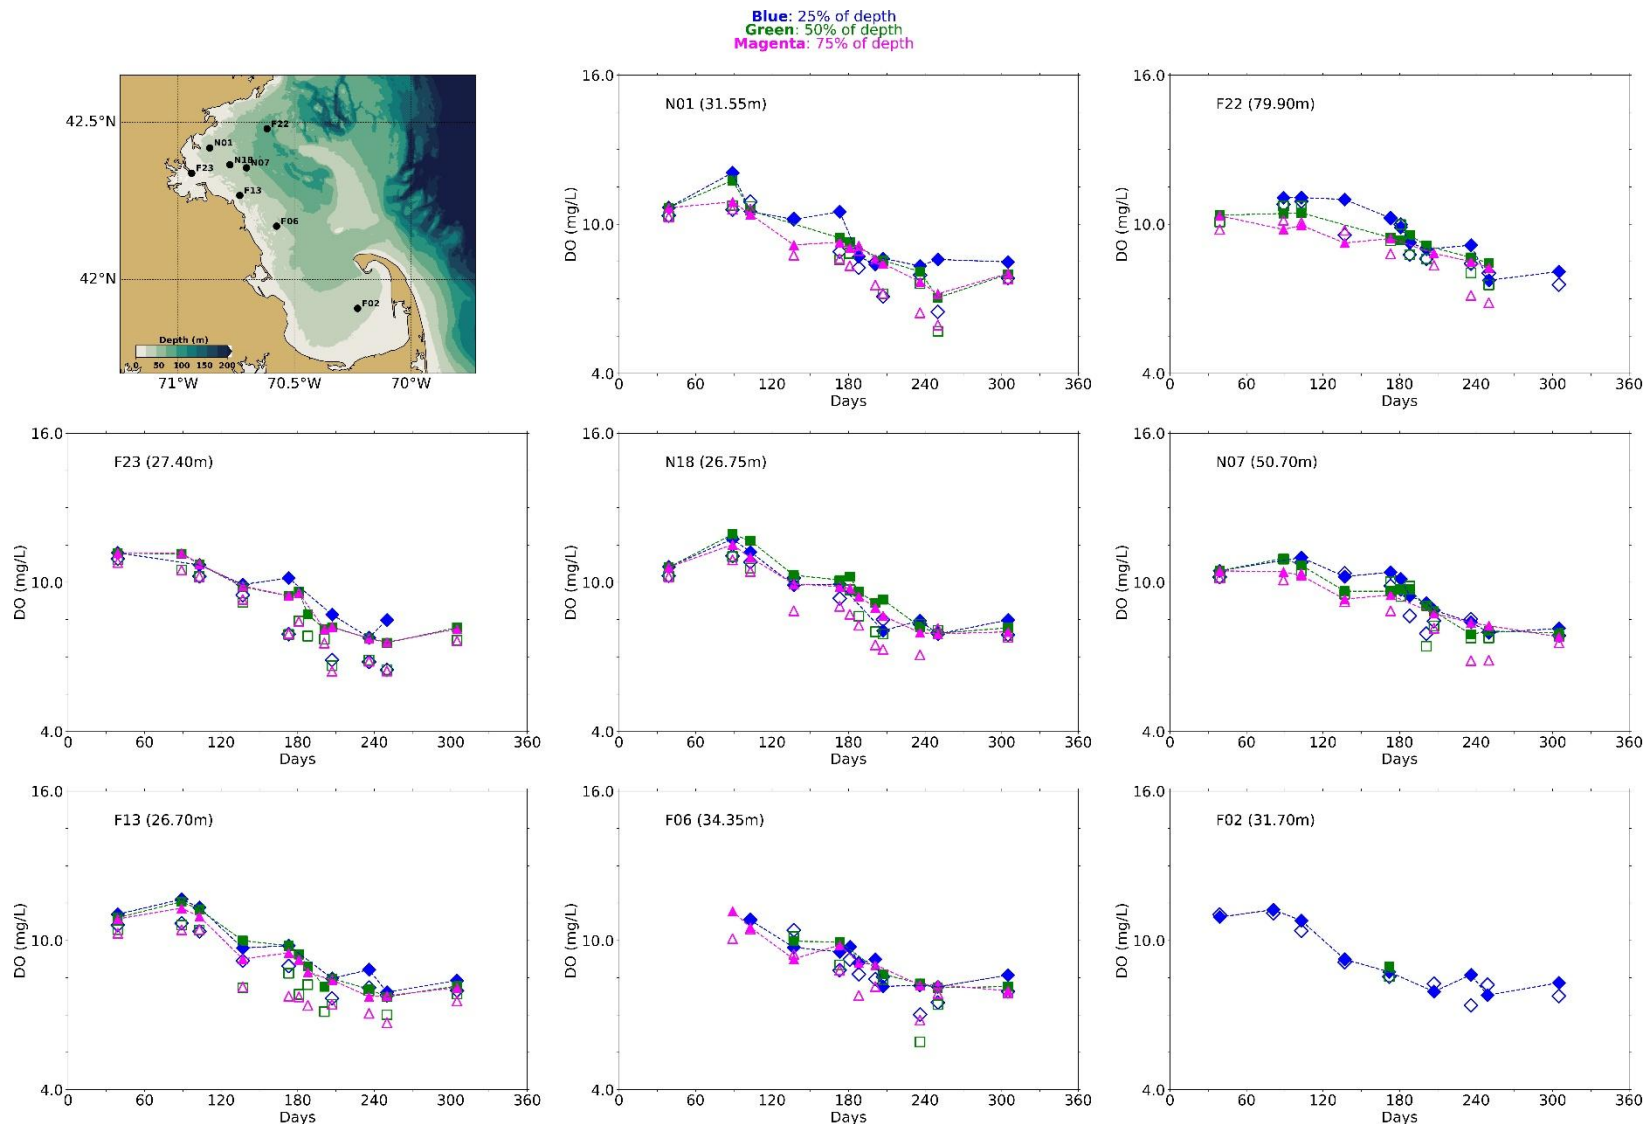 Blue: 25% of depth
Green: 50% of depth
Magenta: 75% of depth
42.5°N
42°N
71°W 70.5°W 70°W
F22
N01
N18 N07
F23
F13
F06
F02
Depth (m)
0 50 100 150 200
N01 (31.55m)
DO (mg/L)
16.0
10.0
4.0
0 60 120 180 240 300 360
Days
F22 (79.90m)
DO (mg/L)
16.0
10.0
4.0
0 60 120 180 240 300 360
Days
F23 (27.40m)
DO (mg/L)
16.0
10.0
4.0
0 60 120 180 240 300 360
Days
N18 (26.75m)
DO (mg/L)
16.0
10.0
4.0
0 60 120 180 240 300 360
Days
N07 (50.70m)
DO (mg/L)
16.0
10.0
4.0
0 60 120 180 240 300 360
Days
F13 (26.70m)
DO (mg/L)
16.0
10.0
4.0
0 60 120 180 240 300 360
Days
F06 (34.35m)
DO (mg/L)
16.0
10.0
4.0
0 60 120 180 240 300 360
Days
F02 (31.70m)
DO (mg/L)
16.0
10.0
4.0
0 60 120 180 240 300 360
Days